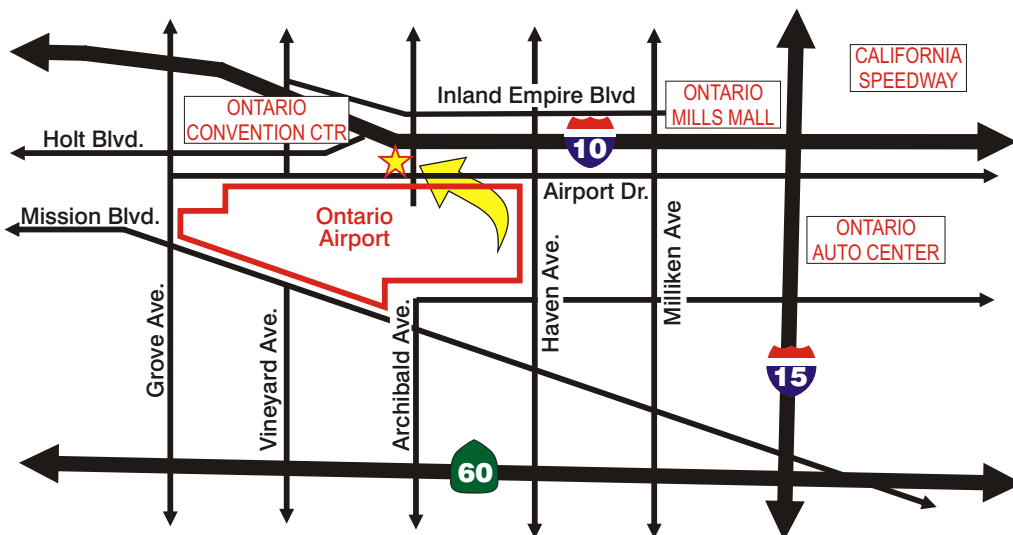 CALIFORNIA
SPEEDWAY
ONTARIO
CONVENTION CTR
Inland Empire Blvd
ONTARIO
MILLS MALL
Holt Blvd.
10
Airport Dr.
Mission Blvd.
Ontario
Airport
ONTARIO
AUTO CENTER
Grove Ave.
Vineyard Ave.
Archibald Ave.
Haven Ave.
Milliken Ave
15
60